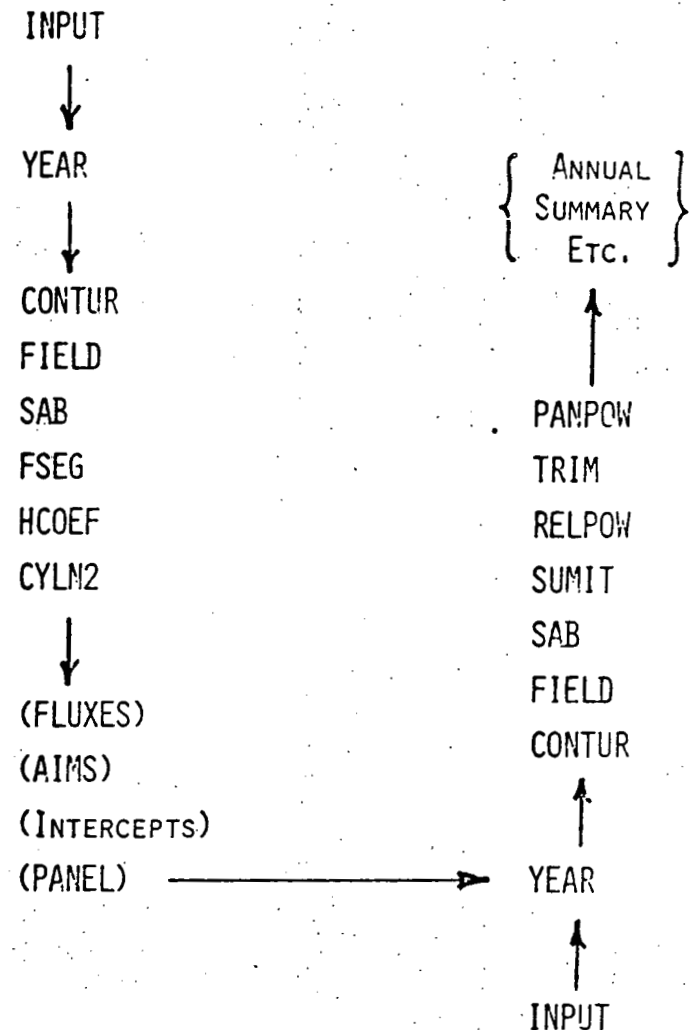 INPUT
YEAR
CONTUR
FIELD
SAB
FSEG
HCOEF
CYLN2
(FLUXES)
(AIMS)
(INTERCEPTS)
(PANEL)
ANNUAL
SUMMARY
ETC.
PANPOW
TRIM
RELPOW
SUMIT
SAB
FIELD
CONTUR
YEAR
INPUT